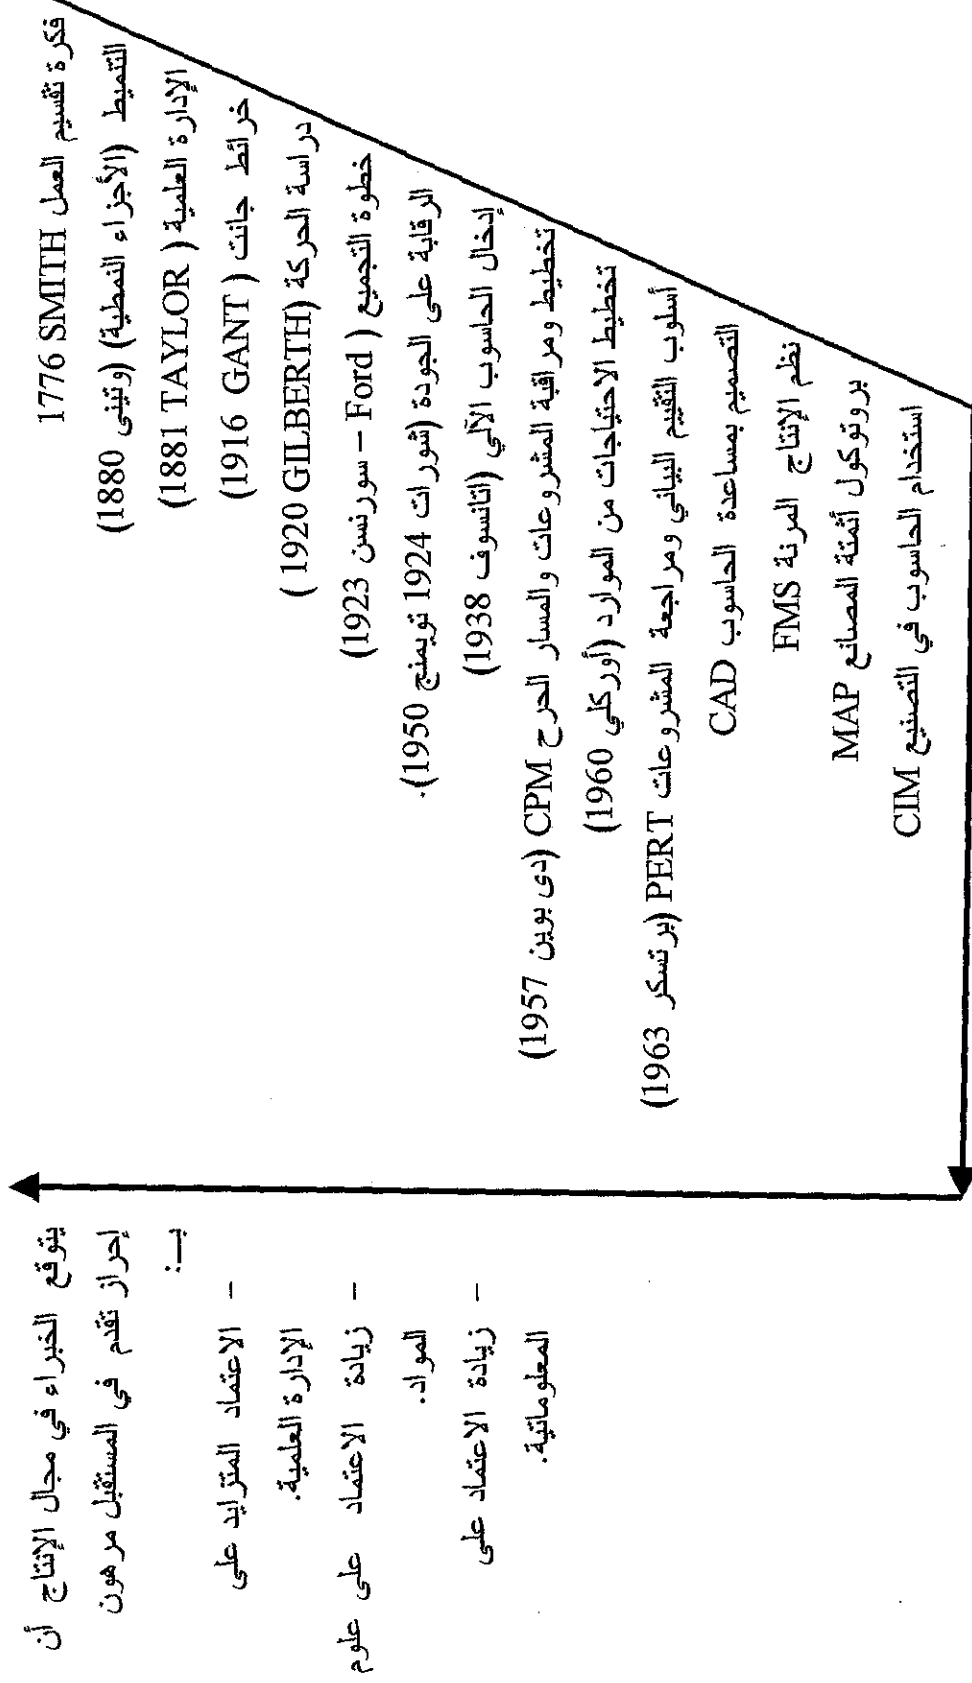 فكرة تقسيم العمل 1776 SMITH
التنميط (الأجزاء النمطية) (وتينى 1880)
الإدارة العلمية ( 1881 TAYLOR)
خرائط جانت ( 1916 GANT)
دراسة الحركة (1920 GILBERTH )
خطوة التجميع ( Ford – سورنسن 1923)
الرقابة على الجودة (شورات 1924 تويمنج 1950).
إدخال الحاسوب الآلي (اتانسوف 1938)
تخطيط ومراقبة المشروعات والمسار الحرج CPM (دى بوين 1957)
تخطيط الاحتياجات من الموارد (أوركلي 1960)
أسلوب التقييم البياني ومراجعة المشروعات PERT (برتسكر 1963)
التصميم بمساعدة الحاسوب CAD
نظم الإنتاج المرنة FMS
بروتوكول أتمتة المصانع MAP
استخدام الحاسوب في التصنيع CIM
يتوقع الخبراء في مجال الإنتاج أن
إحراز تقدم في المستقبل مرهون
بـ:
- الاعتماد المتزايد على
الإدارة العلمية.
- زيادة الاعتماد على علوم
المواد.
- زيادة الاعتماد على
المعلوماتية.